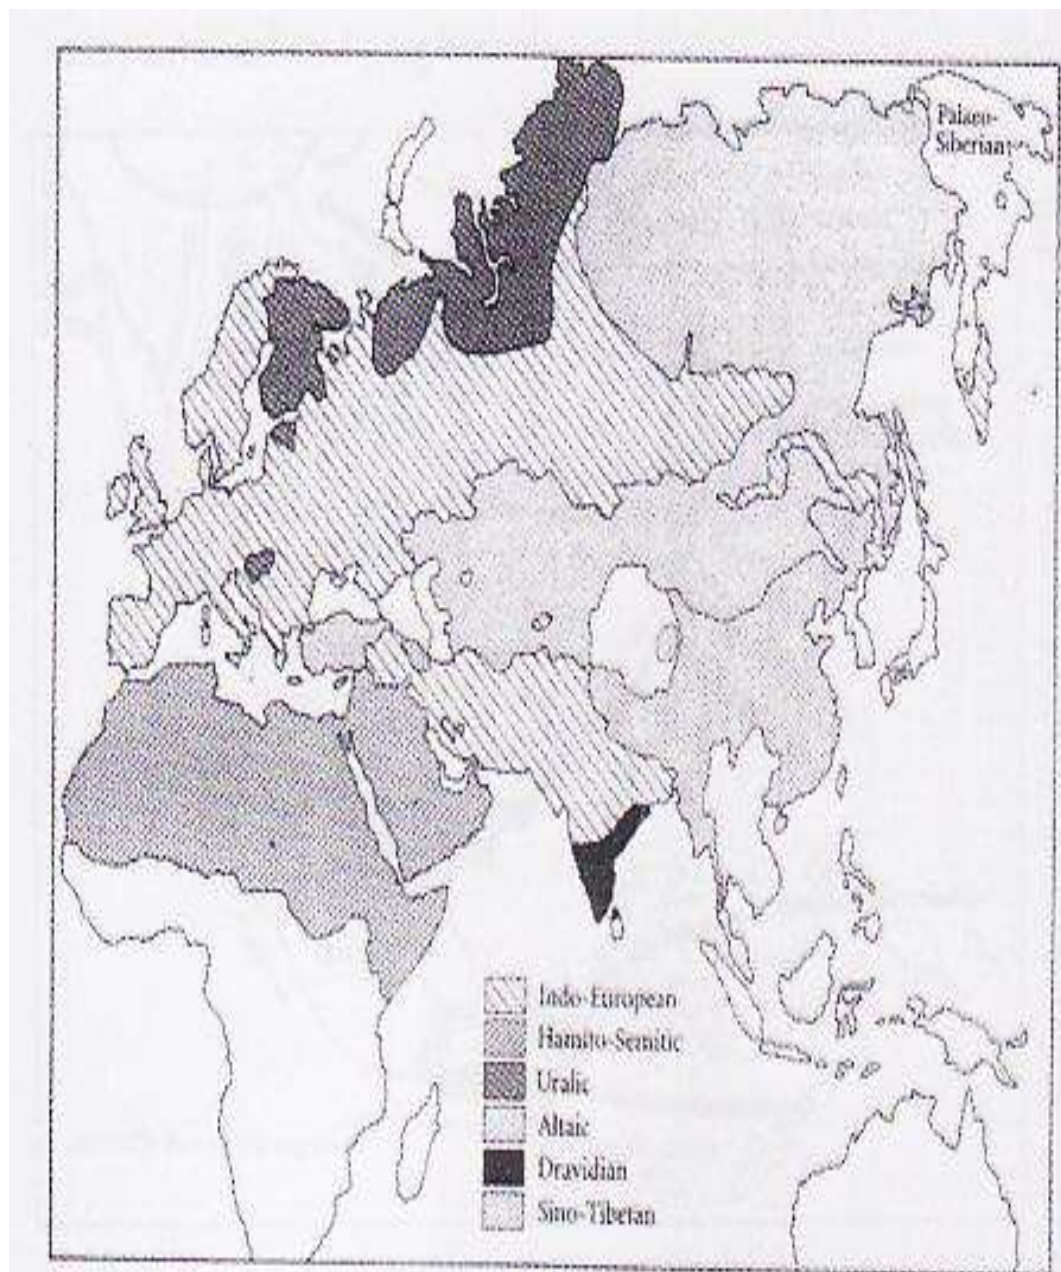 Palaeo-
Siberian
Indo-European
Hamito-Semitic
Uralic
Altaic
Dravidian
Sino-Tibetan